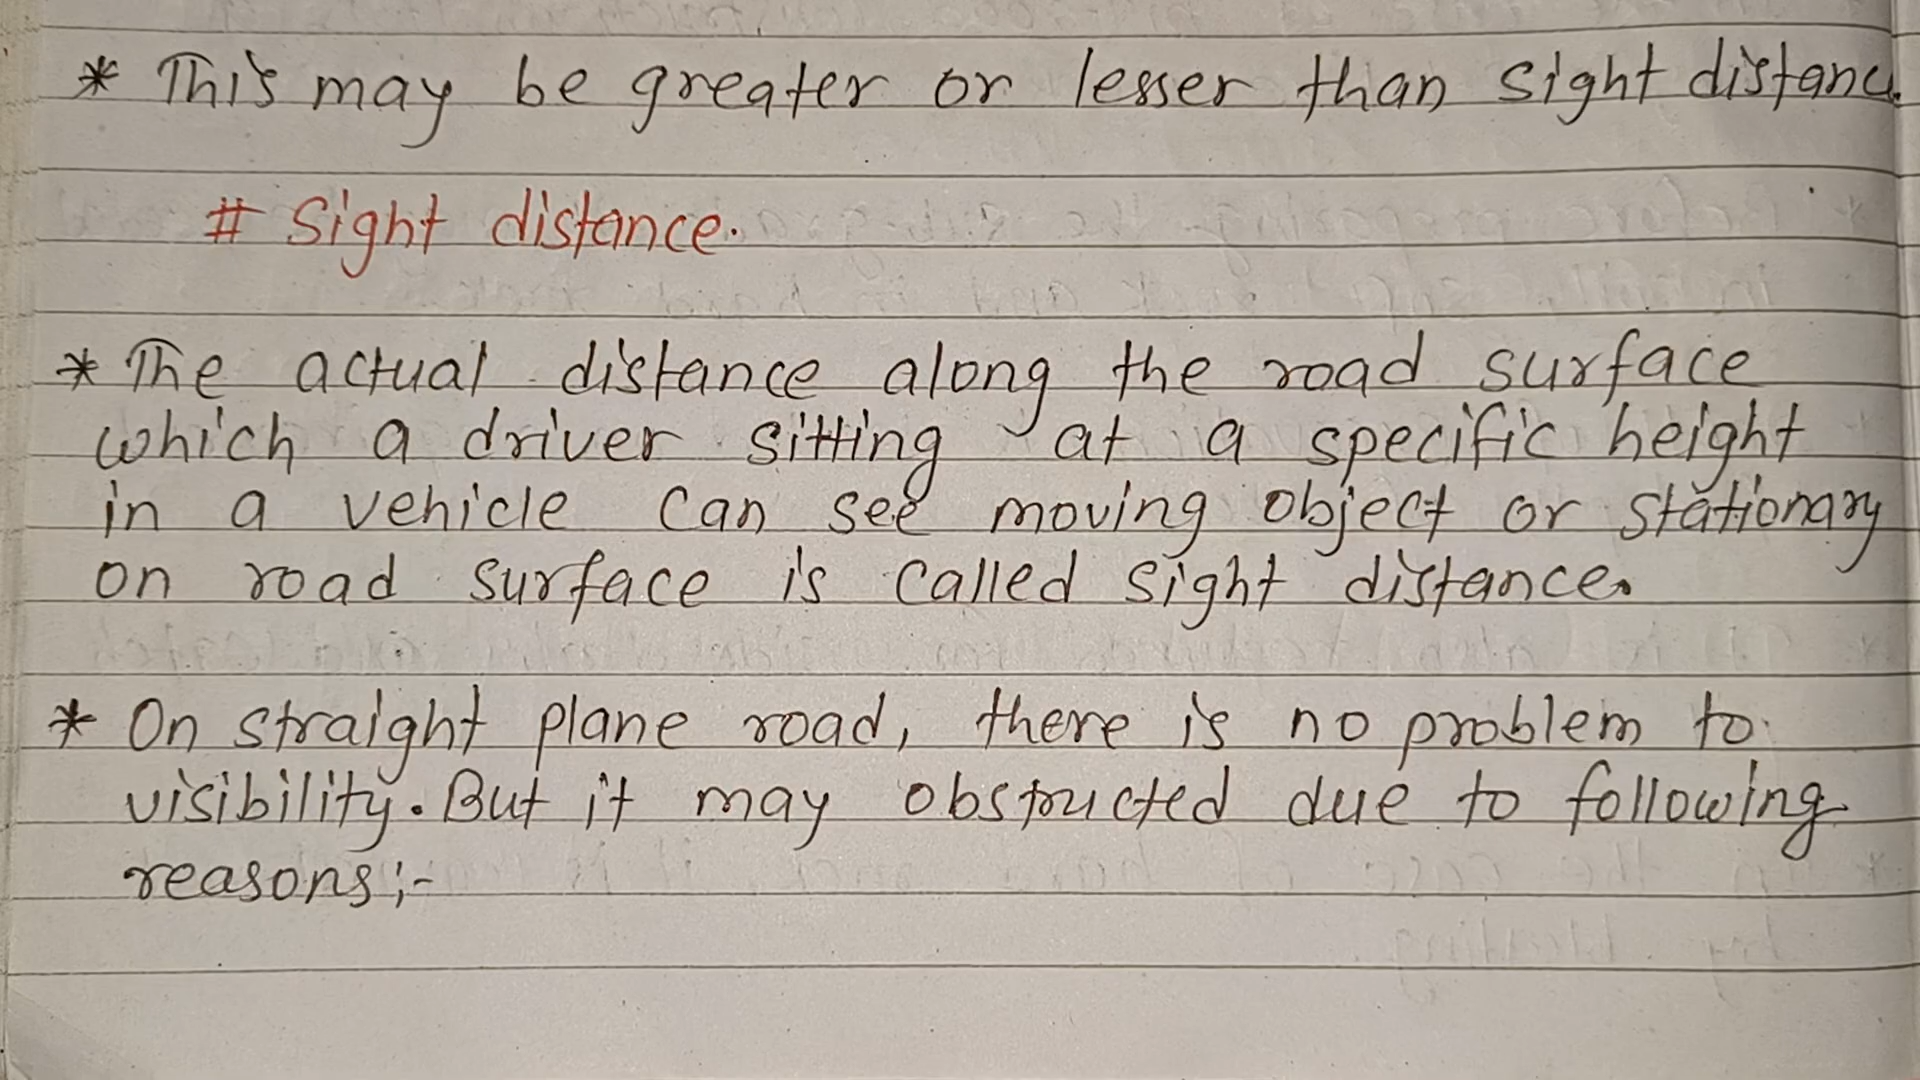 * This may be greater or lesser than sight distance.
# Sight distance.
* The actual distance along the road surface
which a driver sitting at a specific height
in a vehicle can see moving object or stationary
on road surface is called sight distance.
* On straight plane road, there is no problem to
visibility. But it may obstructed due to following
reasons;-